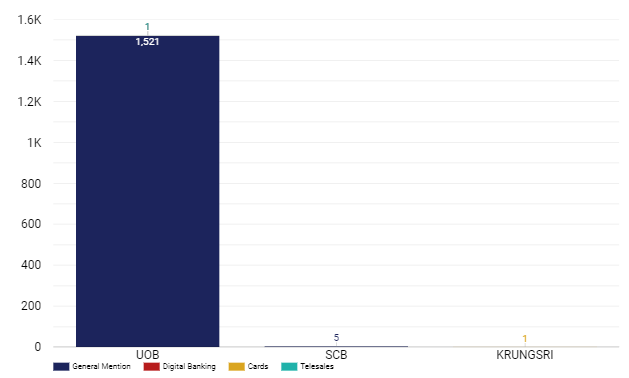 1.6K
1
1,521
1.4K
1.2K
1K
800
600
400
200
5
1
0
UOB SCB KRUNGSRI
General Mention Digital Banking Cards Telesales